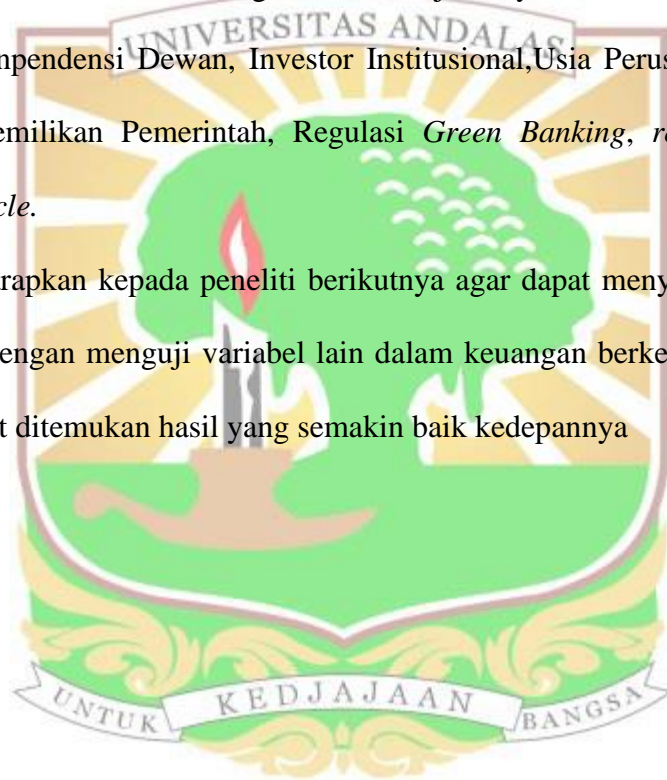 UNIVERSITAS ANDALAS
npendensi Dewan, Investor Institusional,Usia Perus
emilikan Pemerintah, Regulasi Green Banking, r
cle.
rapkan kepada peneliti berikutnya agar dapat meny
engan menguji variabel lain dalam keuangan berke
t ditemukan hasil yang semakin baik kedepannya
UNTUK KEDJAJAAN BANGSA